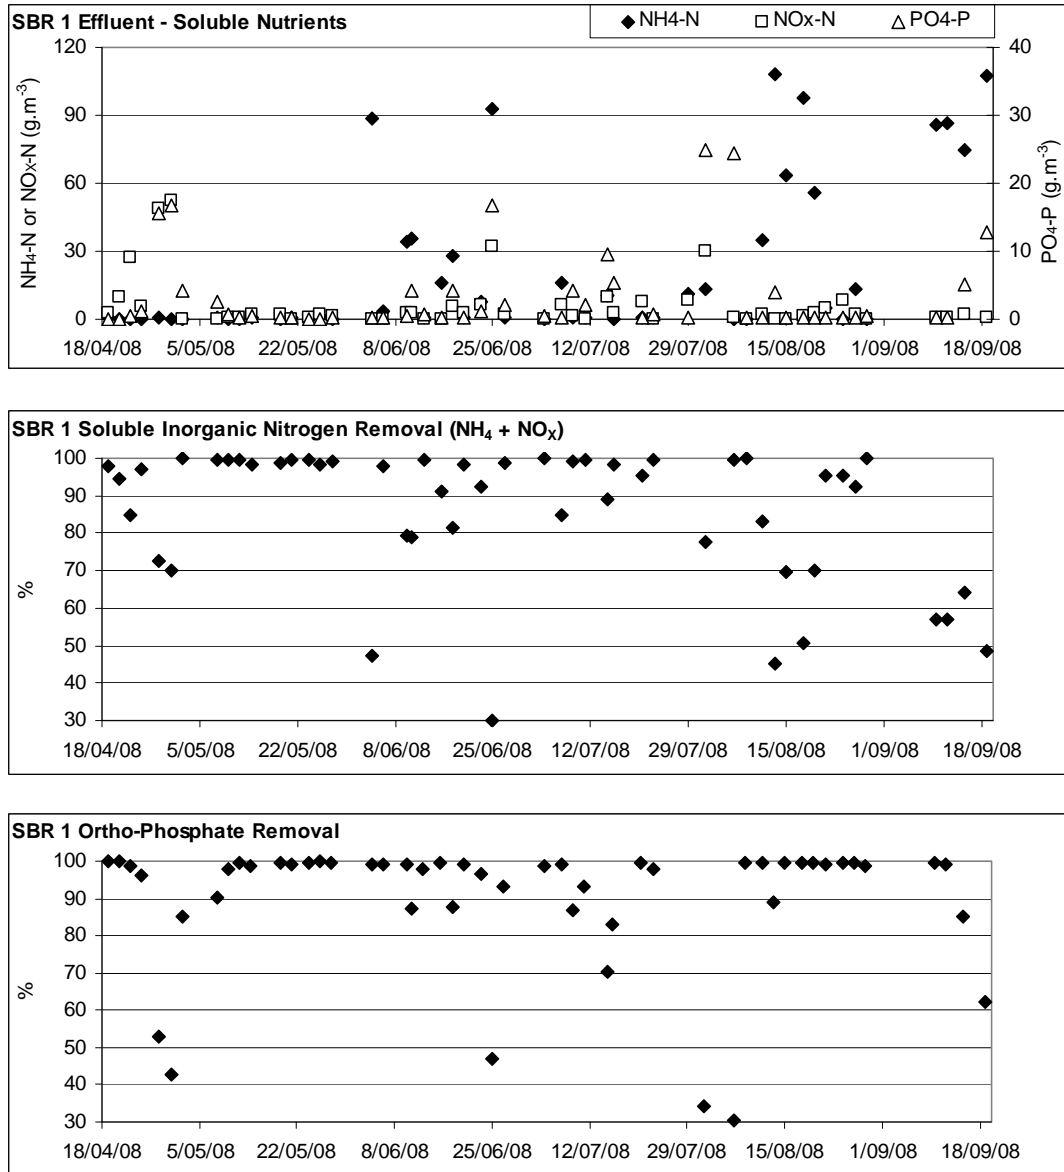 SBR 1 Effluent - Soluble Nutrients
NH4-N NOx-N PO4-P
120 40
90 30
60 20
30 10
0 0
NH4-N or NOx-N (g.m-3)
PO4-P (g.m-3)
18/04/08 5/05/08 22/05/08 8/06/08 25/06/08 12/07/08 29/07/08 15/08/08 1/09/08 18/09/08
SBR 1 Soluble Inorganic Nitrogen Removal (NH4 + NOX)
100
90
80
70
60
50
40
30
%
18/04/08 5/05/08 22/05/08 8/06/08 25/06/08 12/07/08 29/07/08 15/08/08 1/09/08 18/09/08
SBR 1 Ortho-Phosphate Removal
100
90
80
70
60
50
40
30
%
18/04/08 5/05/08 22/05/08 8/06/08 25/06/08 12/07/08 29/07/08 15/08/08 1/09/08 18/09/08